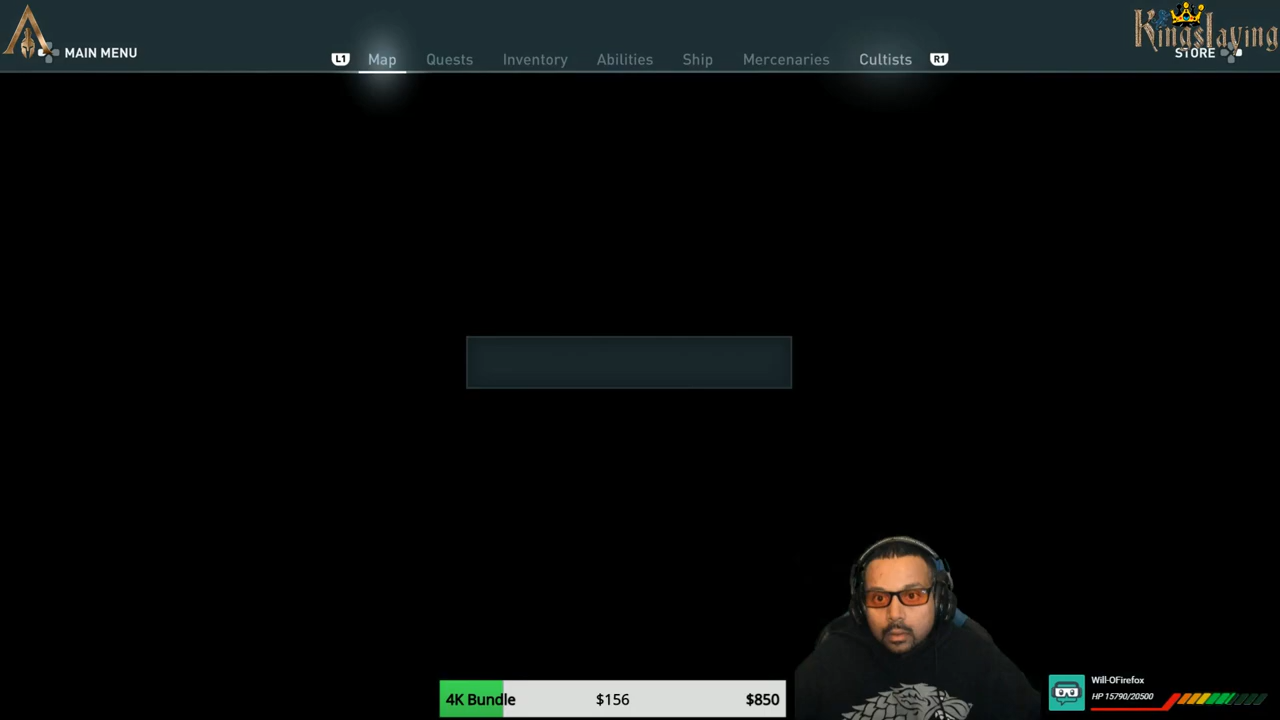 Kingslaying
MAIN MENU
L1 Map Quests Inventory Abilities Ship Mercenaries Cultists R1
STORE
4K Bundle $156 $850
Will-OFirefox
HP 15790/20500